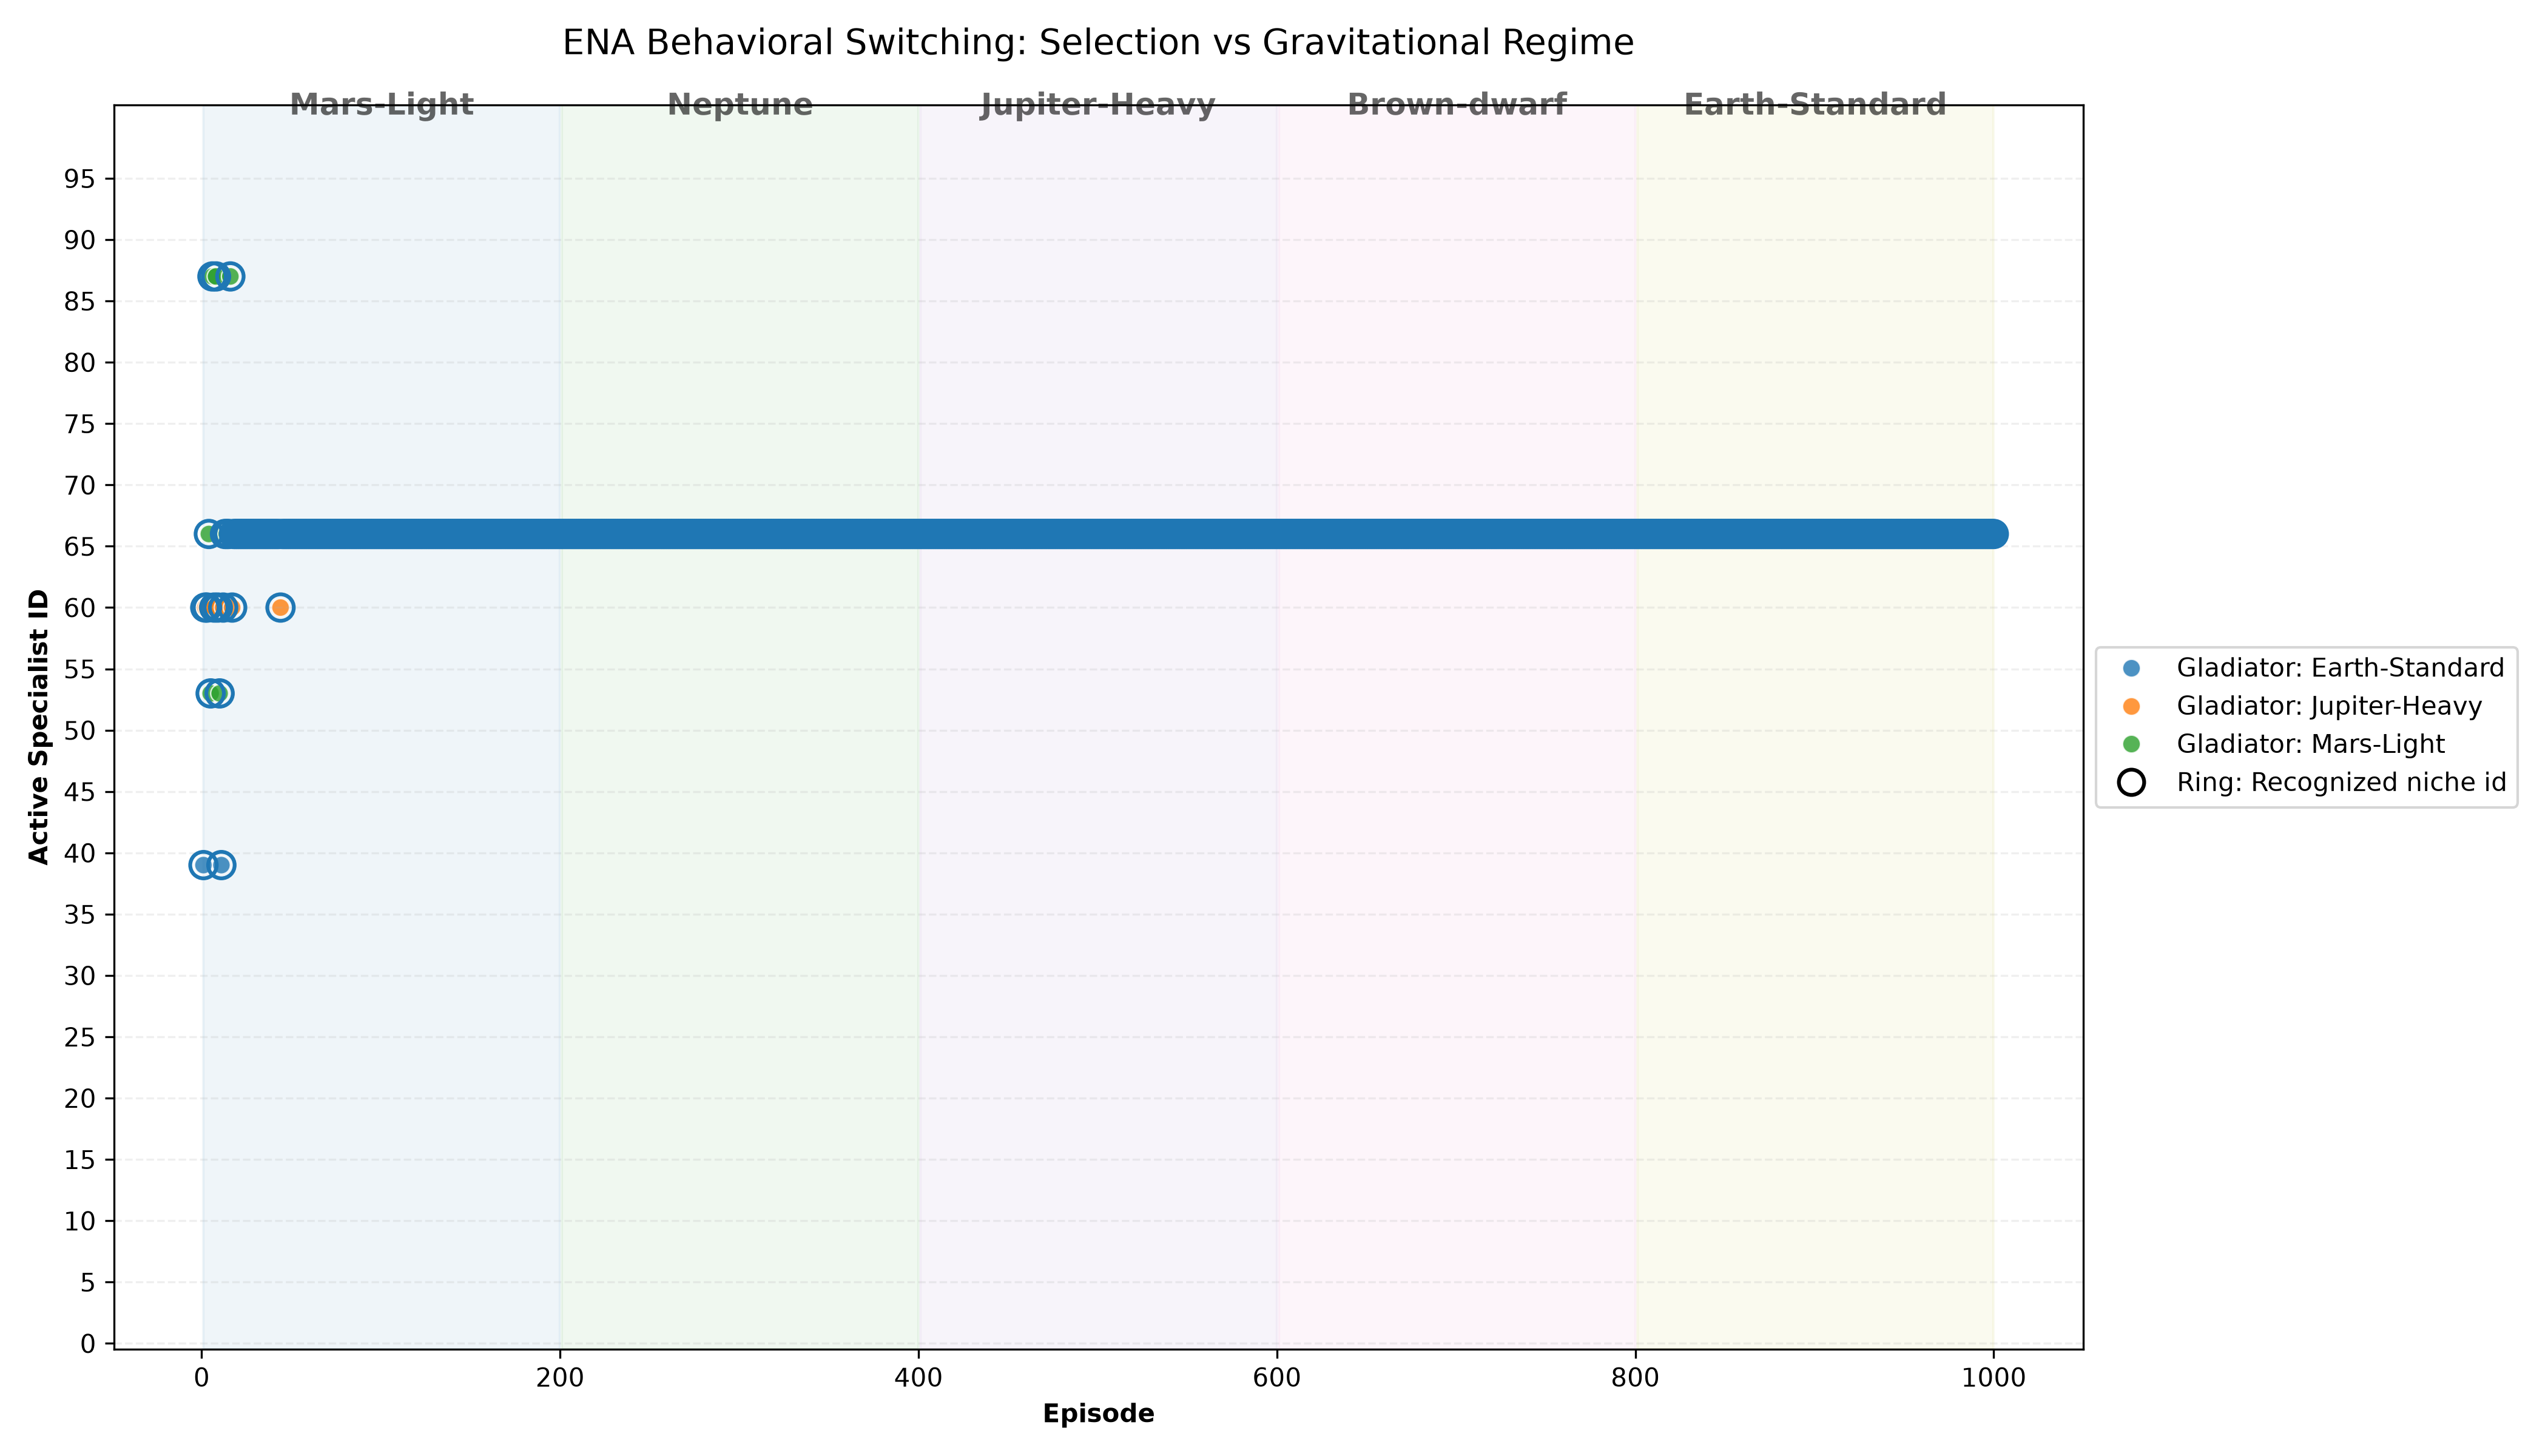 ENA Behavioral Switching: Selection vs Gravitational Regime
Mars-Light Neptune Jupiter-Heavy Brown-dwarf Earth-Standard
95
90
85
80
75
70
65
60
55
50
45
40
35
30
25
20
15
10
5
0
Active Specialist ID
0 200 400 600 800 1000
Episode
Gladiator: Earth-Standard
Gladiator: Jupiter-Heavy
Gladiator: Mars-Light
Ring: Recognized niche id